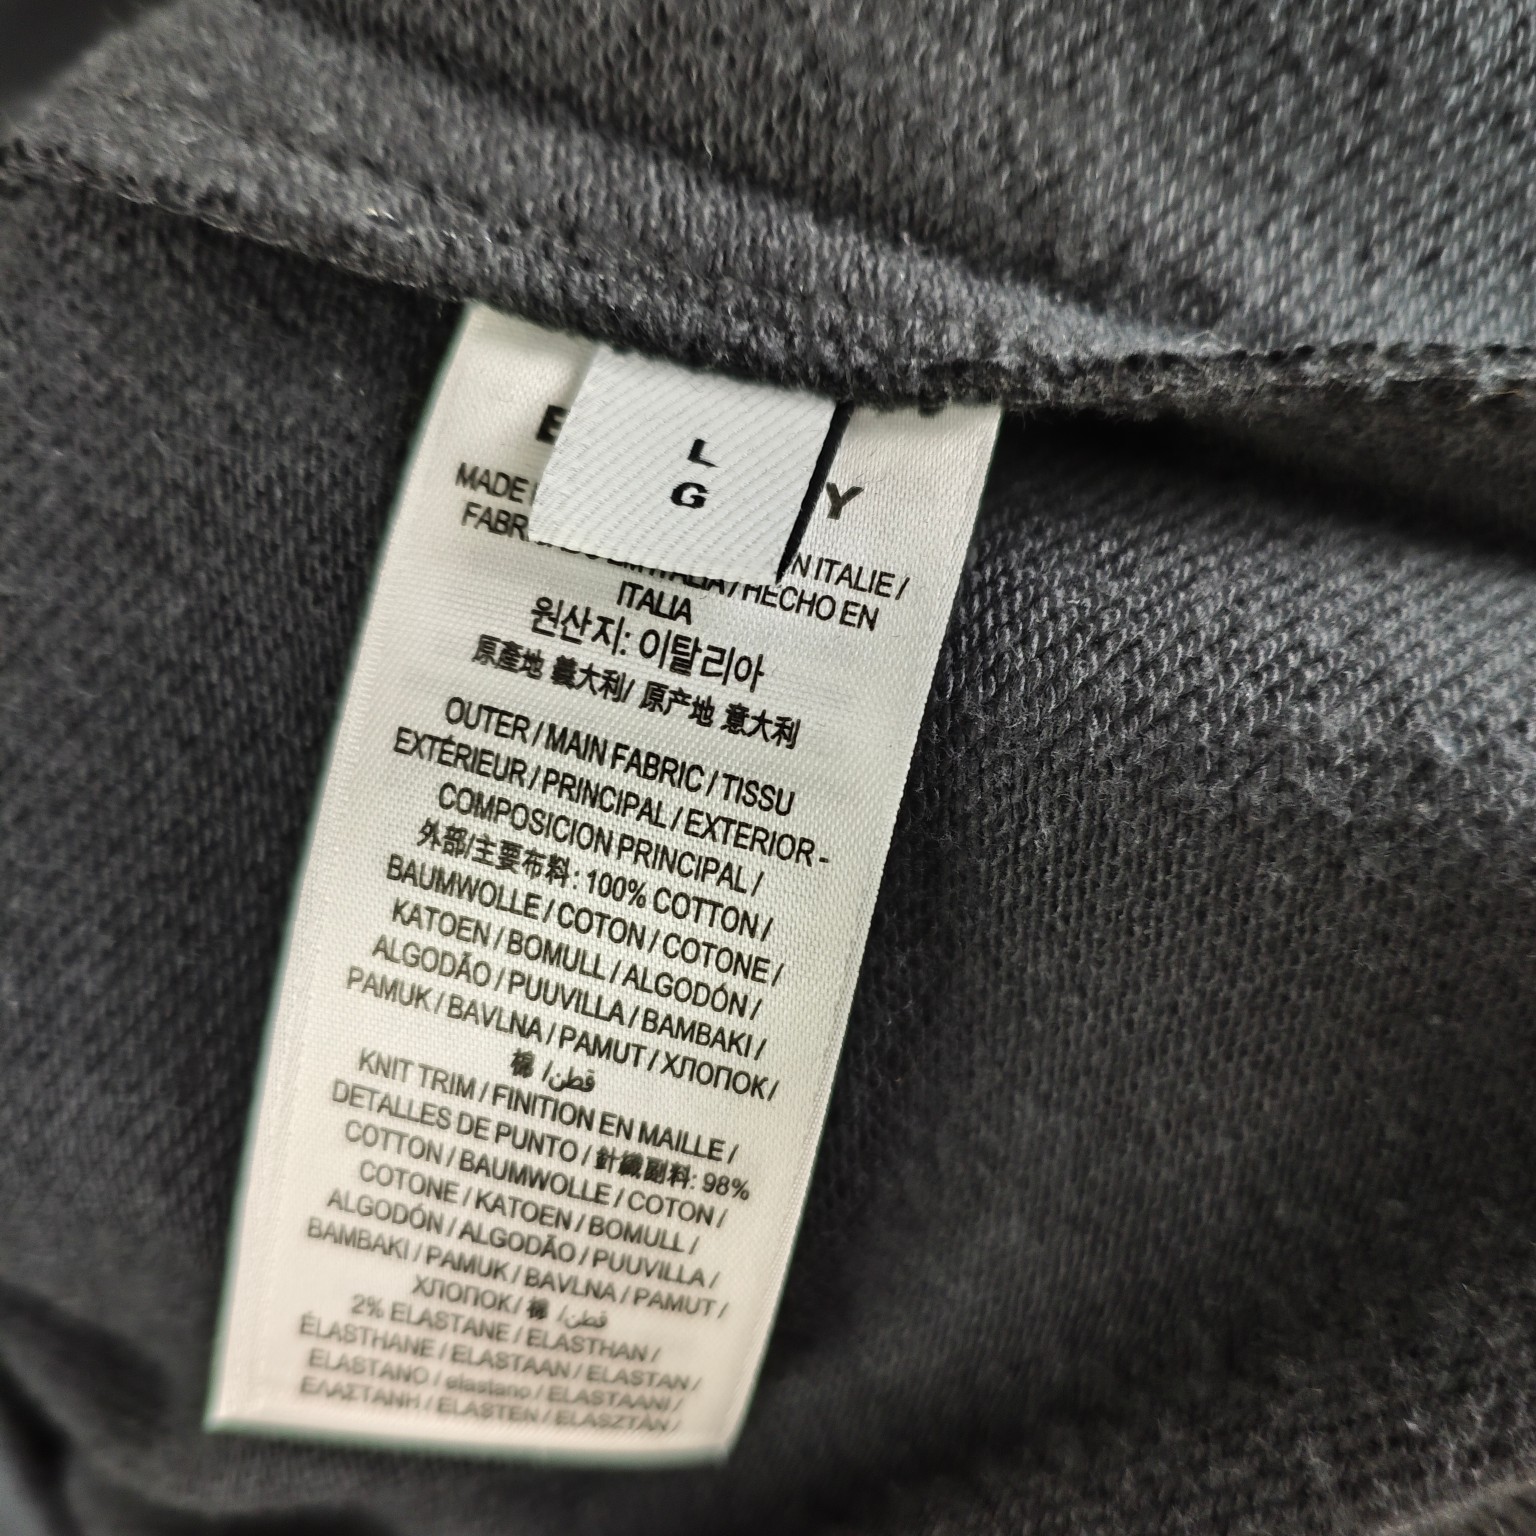 L
G
Y
MADE
FABR
N ITALIE /
EM ITALIA / HECHO EN
ITALIA
원산지: 이탈리아
原產地 義大利/ 原产地 意大利
OUTER / MAIN FABRIC / TISSU
EXTÉRIEUR / PRINCIPAL / EXTERIOR -
COMPOSICION PRINCIPAL /
外部/主要布料: 100% COTTON /
BAUMWOLLE / COTON / COTONE /
KATOEN / BOMULL / ALGODÓN /
ALGODÃO / PUUVILLA / BAMBAKI /
PAMUK / BAVLNA / PAMUT / ХЛОПОК /
棉 /قطن
KNIT TRIM / FINITION EN MAILLE /
DETALLES DE PUNTO / 針織副料: 98%
COTTON / BAUMWOLLE / COTON /
COTONE / KATOEN / BOMULL /
ALGODÓN / ALGODÃO / PUUVILLA /
BAMBAKI / PAMUK / BAVLNA / PAMUT /
ХЛОПОК / 棉 /قطن
2% ELASTANE / ELASTHAN /
ÉLASTHANE / ELASTAAN / ELASTAN /
ELASTANO / elastano / ELASTAANI /
ΕΛΑΣΤΑΝΗ / ELASTEN / ELASZTÁN /